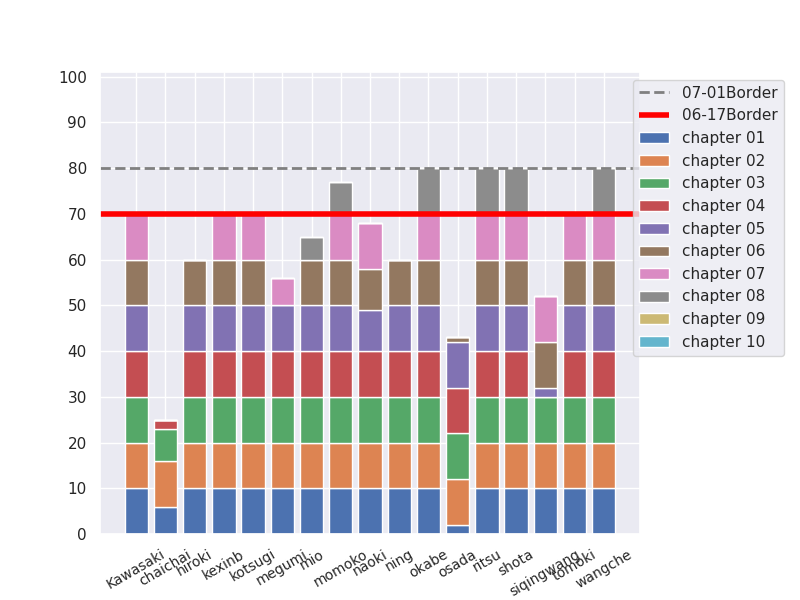 100
90
80
70
60
50
40
30
20
10
0
07-01Border
06-17Border
chapter 01
chapter 02
chapter 03
chapter 04
chapter 05
chapter 06
chapter 07
chapter 08
chapter 09
chapter 10
Kawasaki
chaichai
hiroki
kexinb
kotsugi
megumi
mio
momoko
naoki
ning
okabe
osada
ritsu
shota
siqingwang
tomoki
wangche